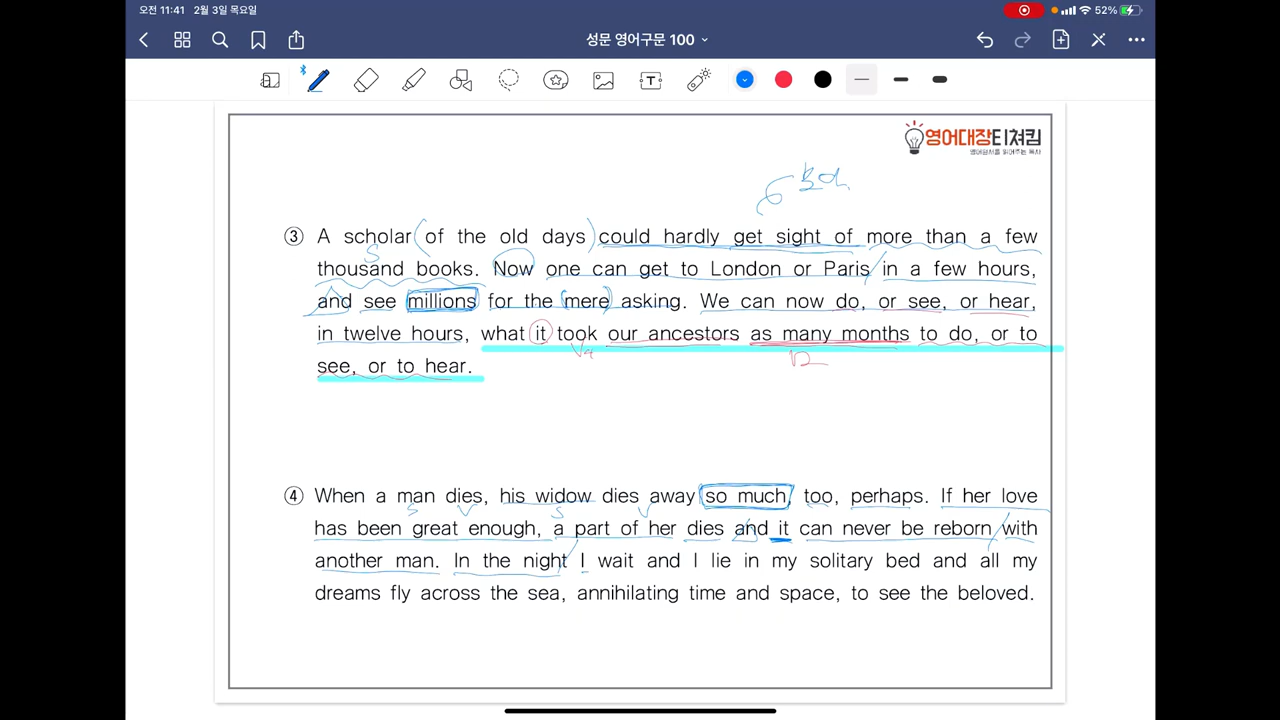 오전 11:41 2월 3일 목요일
52%
성문 영어구문 100
영어대장티쳐킴
③ A scholar of the old days could hardly get sight of more than a few
thousand books. Now one can get to London or Paris in a few hours,
and see millions for the mere asking. We can now do, or see, or hear,
in twelve hours, what it took our ancestors as many months to do, or to
see, or to hear.
12
④ When a man dies, his widow dies away so much, too, perhaps. If her love
has been great enough, a part of her dies and it can never be reborn with
another man. In the night I wait and I lie in my solitary bed and all my
dreams fly across the sea, annihilating time and space, to see the beloved.